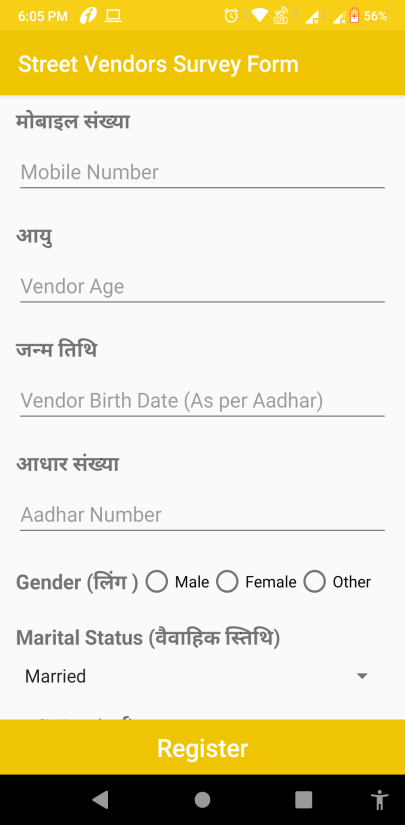 6:05 PM 56%
Street Vendors Survey Form
मोबाइल संख्या
Mobile Number
आयु
Vendor Age
जन्म तिथि
Vendor Birth Date (As per Aadhar)
आधार संख्या
Aadhar Number
Gender (लिंग ) Male Female Other
Marital Status (वैवाहिक स्तिथि)
Married
Register